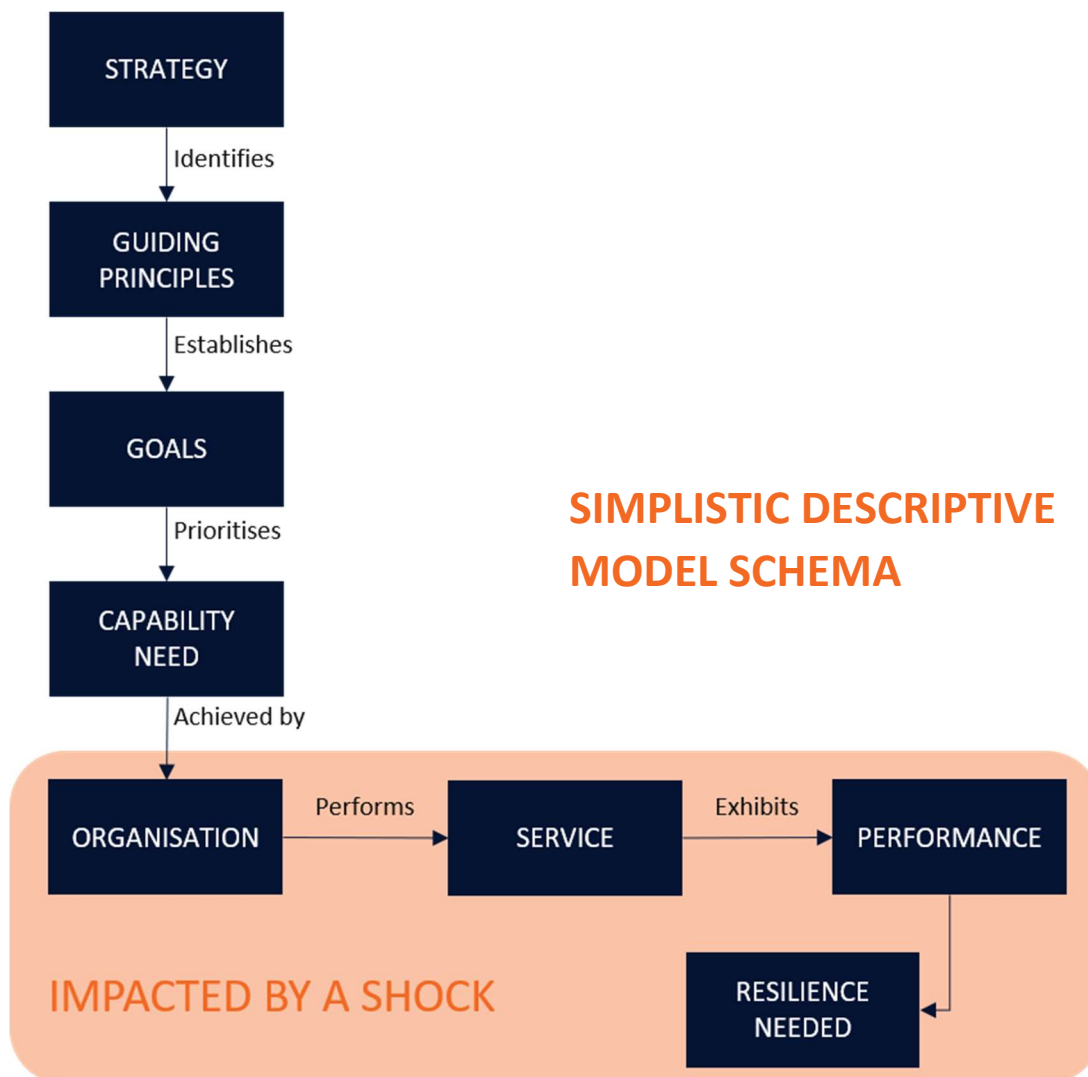 STRATEGY
Identifies
GUIDING
PRINCIPLES
Establishes
GOALS
SIMPLISTIC DESCRIPTIVE
MODEL SCHEMA
Prioritises
CAPABILITY
NEED
Achieved by
ORGANISATION
Performs
SERVICE
Exhibits
PERFORMANCE
IMPACTED BY A SHOCK
RESILIENCE
NEEDED